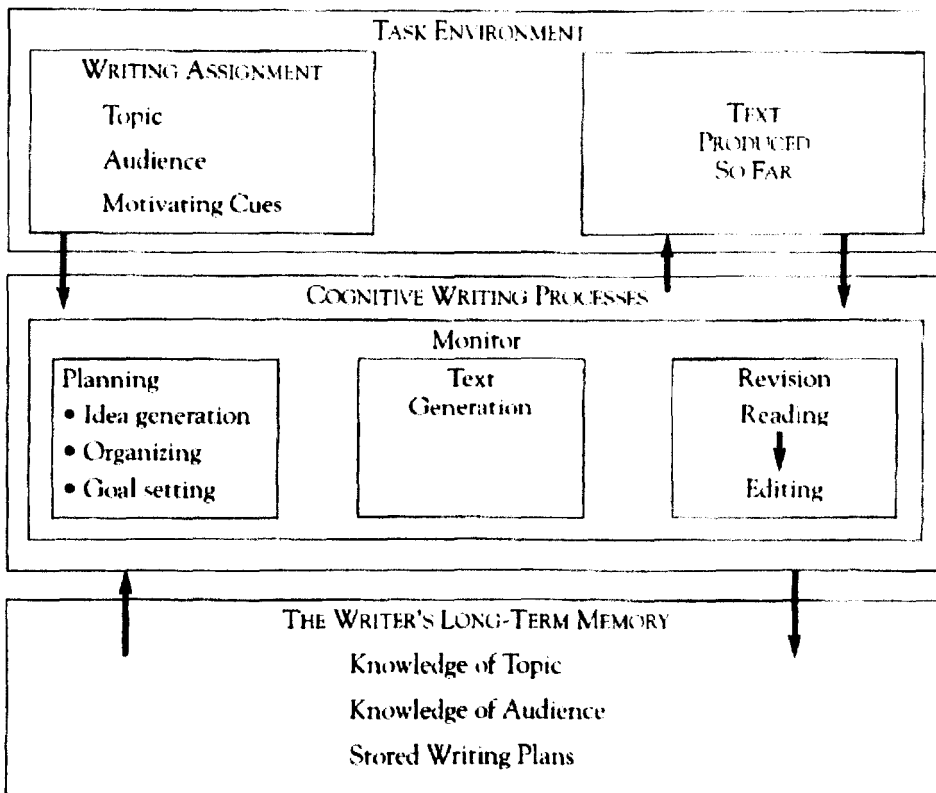 TASK ENVIRONMENT
WRITING ASSIGNMENT
Topic
Audience
Motivating Cues
TEXT
PRODUCED
SO FAR
COGNITIVE WRITING PROCESSES
Monitor
Planning
• Idea generation
• Organizing
• Goal setting
Text
Generation
Revision
Reading
Editing
THE WRITER'S LONG-TERM MEMORY
Knowledge of Topic
Knowledge of Audience
Stored Writing Plans